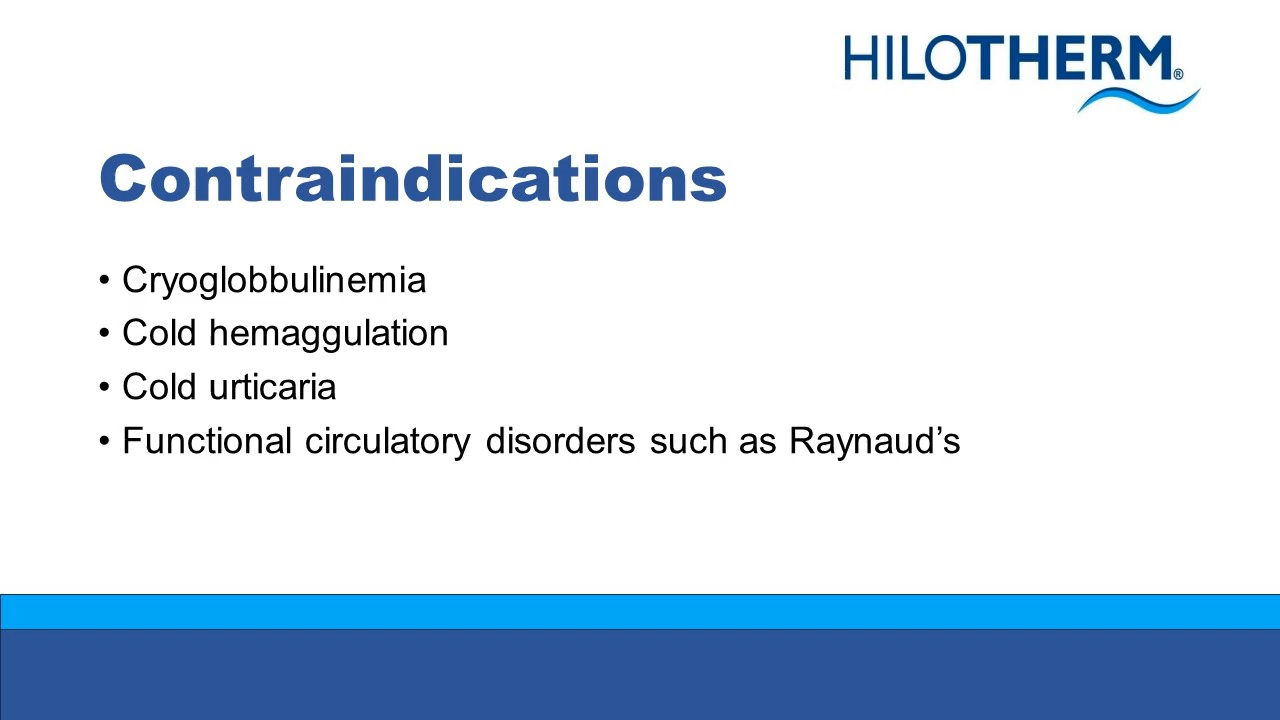 HILOTHERM®
Contraindications
• Cryoglobbulinemia
• Cold hemaggulation
• Cold urticaria
• Functional circulatory disorders such as Raynaud’s